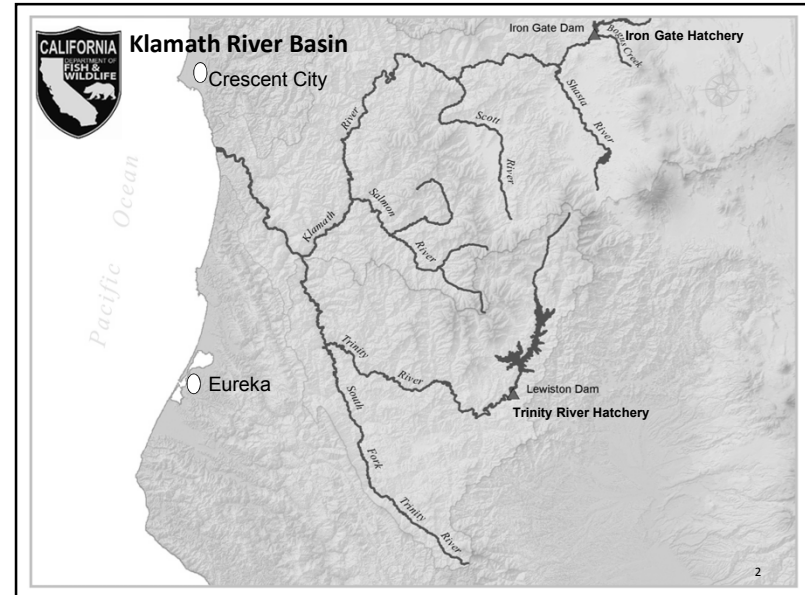 CALIFORNIA
DEPARTMENT OF
FISH &
WILDLIFE
Klamath River Basin
Crescent City
Iron Gate Dam
Iron Gate Hatchery
Bogus Creek
Shasta
River
River
Scott
River
Klamath
Salmon
River
Pacific Ocean
Trinity
River
Lewiston Dam
Trinity River Hatchery
Eureka
South
Fork
Trinity
River
2